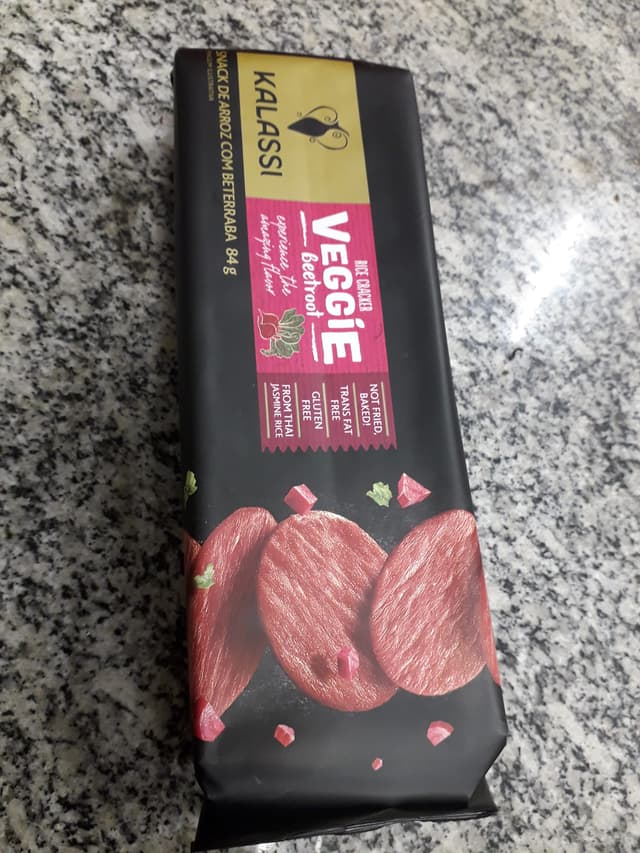 KALASSI
RICE CRACKER
VEGGIE
Beetroot
experience the
amazing flavor
NOT FRIED,
BAKED!
TRANS FAT
FREE
GLUTEN
FREE
FROM THAI
JASMINE RICE
SNACK DE ARROZ COM BETERRABA 84 g